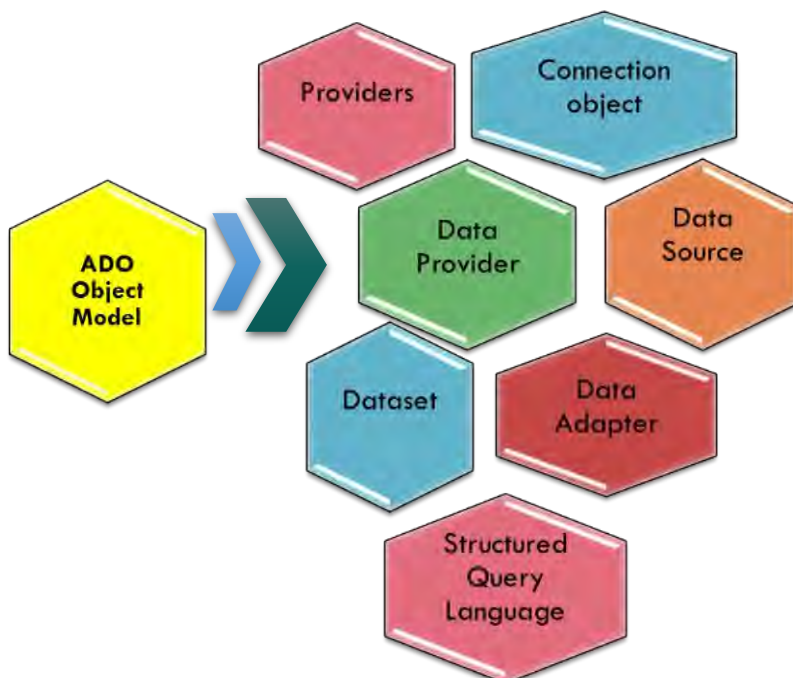 Providers
Connection
object
ADO
Object
Model
Data
Provider
Data
Source
Dataset
Data
Adapter
Structured
Query
Language